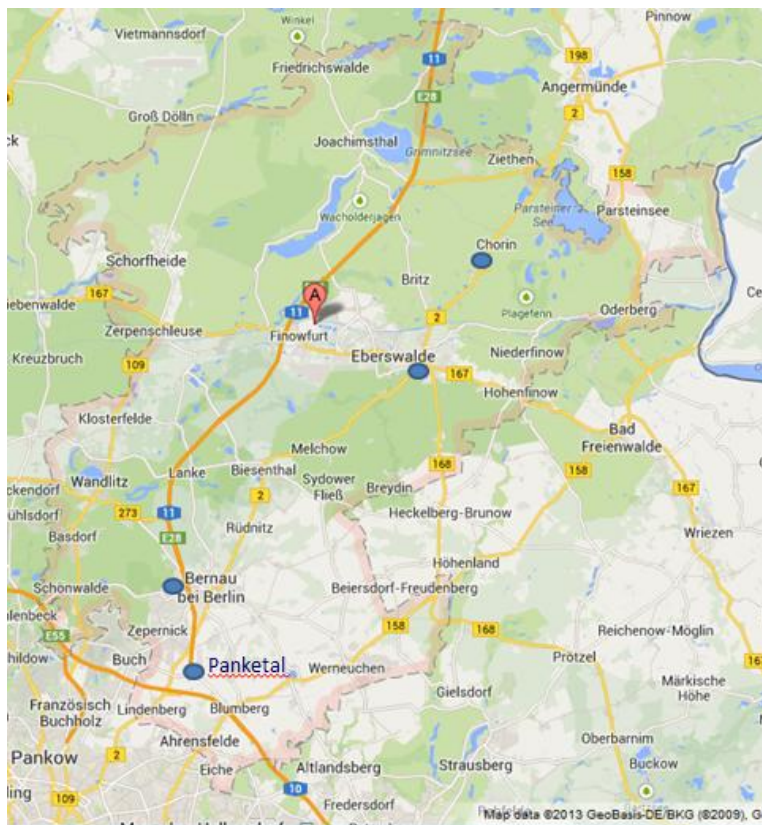 Winkel
Pinnow
Vietmannsdorf
11
198
Friedrichswalde
E28
Angermünde
2
Groß Dölln
Joachimsthal
Grimnitzsee
Ziethen
158
Wacholderjagen
Parsteiner
See
Parsteinsee
Chorin
Schorfheide
Britz
167
A
11
Plagefenn
Oderberg
Zerpenschleuse
Finowfurt
2
Niederfinow
Kreuzbruch
109
Eberswalde
167
Hohenfinow
Klosterfelde
Bad
Freienwalde
Melchow
168
158
Lanke
Biesenthal
Sydower
Fließ
Breydin
Wandlitz
2
167
273
11
Rüdnitz
Heckelberg-Brunow
Wriezen
Basdorf
E28
Höhenland
Schönwalde
Bernau
bei Berlin
Beiersdorf-Freudenberg
E55
Zepernick
158
168
Reichenow-Möglin
Buch
Panketal
Werneuchen
Prötzel
Märkische
Höhe
Französisch
Buchholz
Lindenberg
Blumberg
Gielsdorf
Pankow
2
Ahrensfelde
Oberbarnim
Eiche
Altlandsberg
Strausberg
Buckow
109
10
Fredersdorf
Map data ©2013 GeoBasis-DE/BKG (©2009), G